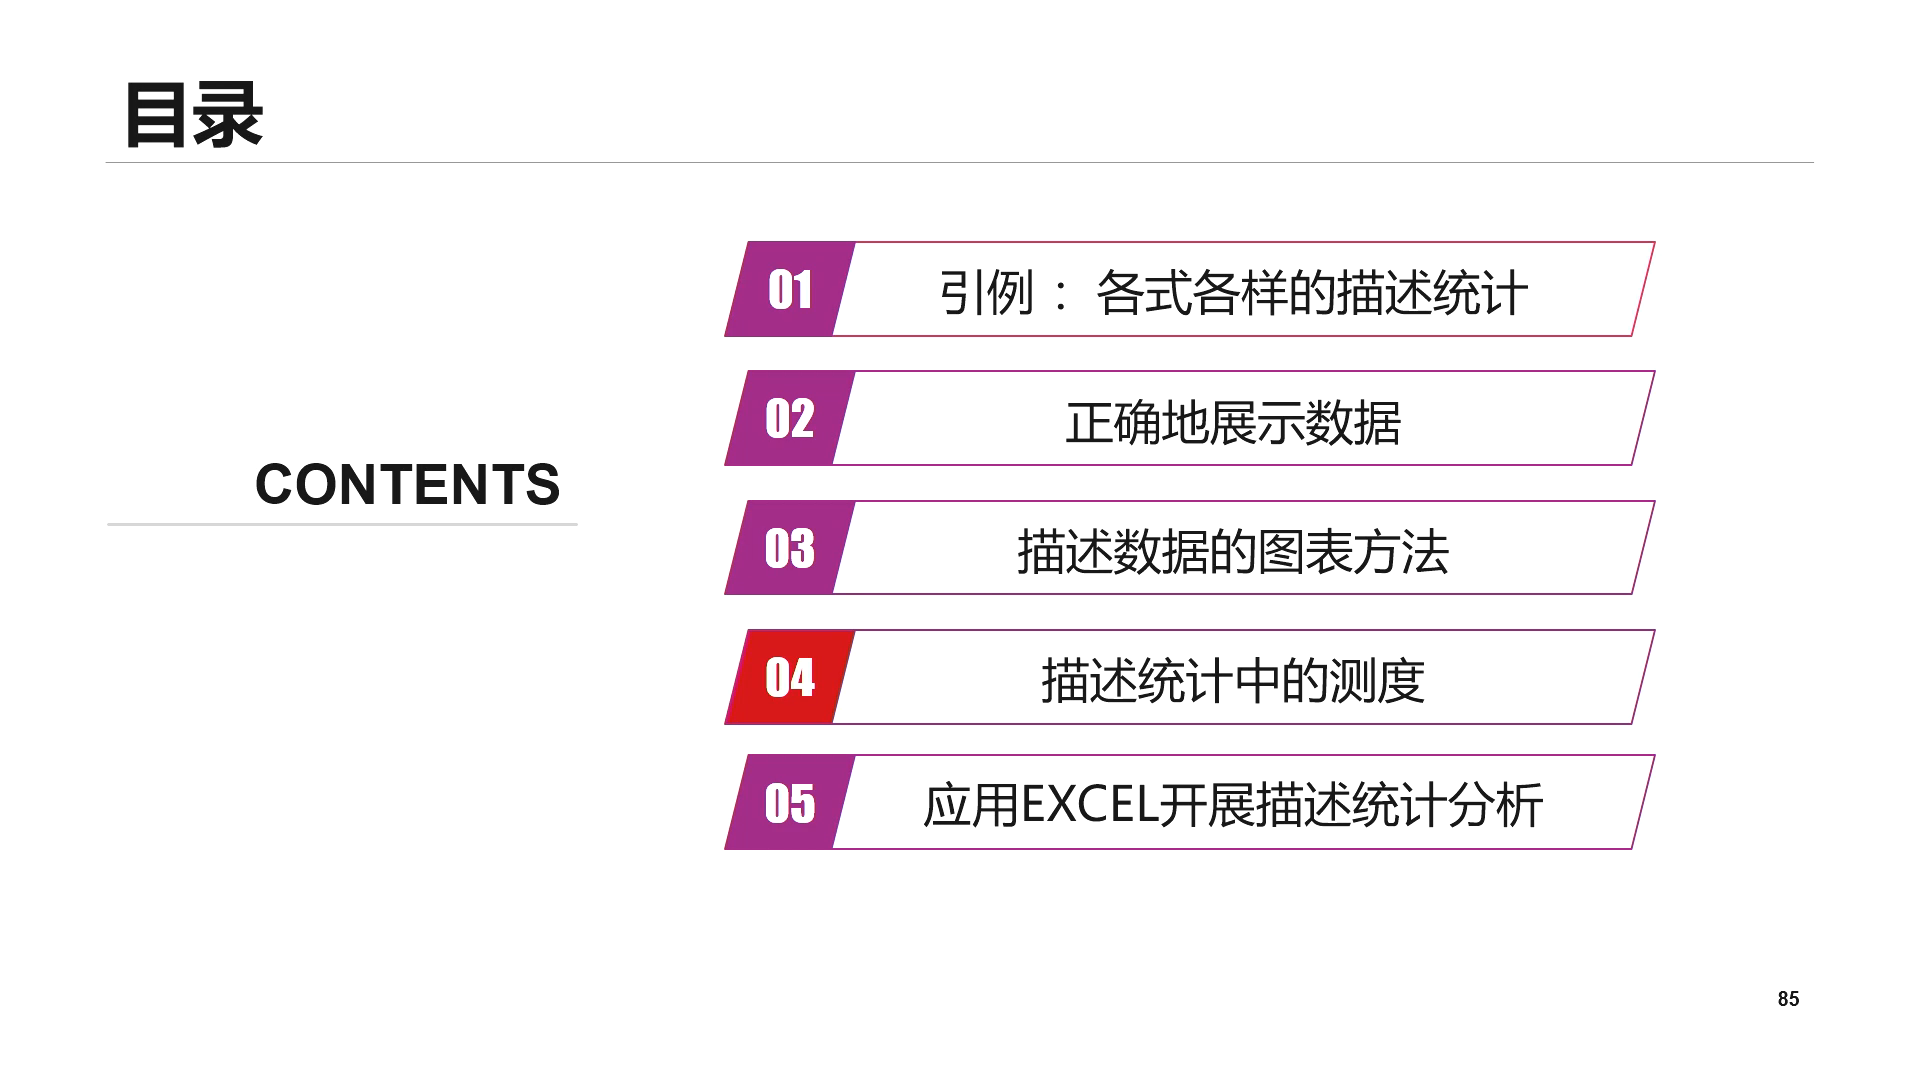 目录
CONTENTS
01 引例：各式各样的描述统计
02 正确地展示数据
03 描述数据的图表方法
04 描述统计中的测度
05 应用EXCEL开展描述统计分析
85